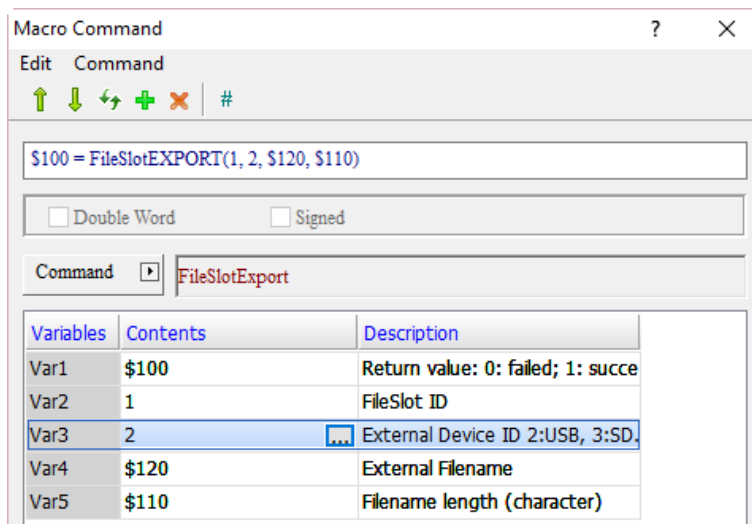 Macro Command ?
Edit Command
#
$100 = FileSlotEXPORT(1, 2, $120, $110)
Double Word Signed
Command FileSlotExport
Variables Contents Description
Var1 $100 Return value: 0: failed; 1: succe
Var2 1 FileSlot ID
Var3 2 ... External Device ID 2:USB, 3:SD.
Var4 $120 External Filename
Var5 $110 Filename length (character)